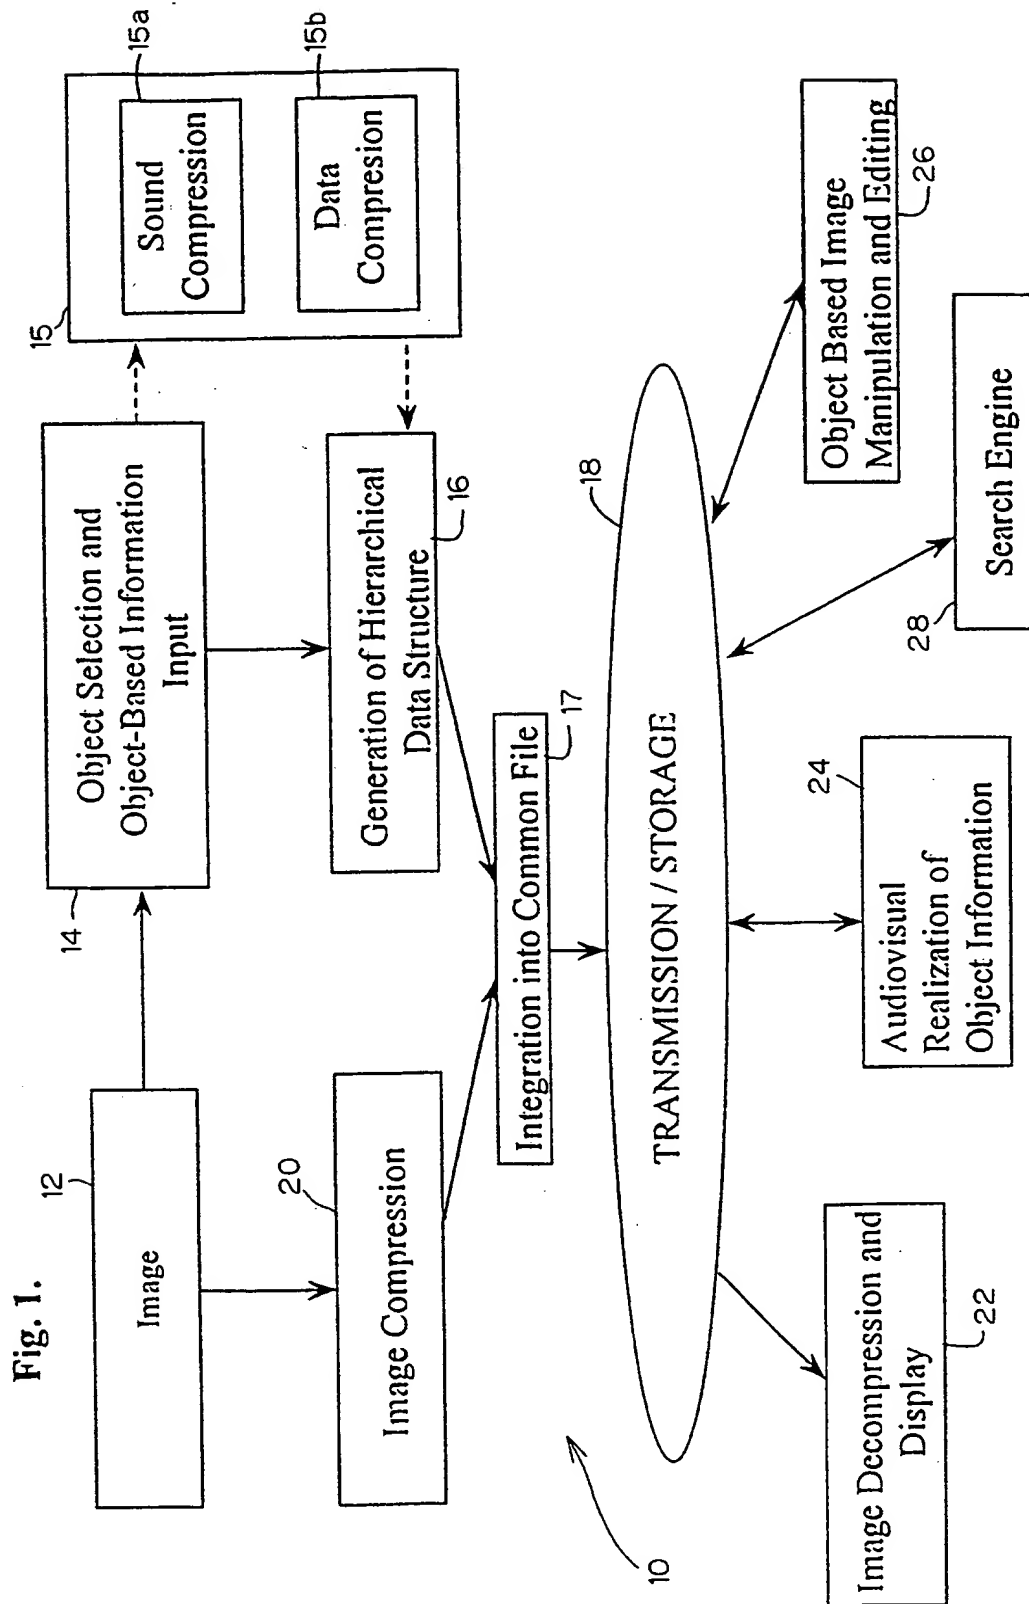 Fig. 1.
12
Image
14
Object Selection and
Object-Based Information
Input
15
15a
Sound
Compression
15b
Data
Compression
20
Image Compression
Generation of Hierarchical
Data Structure
16
Integration into Common File
17
18
TRANSMISSION / STORAGE
10
Image Decompression and
Display
22
24
Audiovisual
Realization of
Object Information
28
Search Engine
Object Based Image
Manipulation and Editing
26